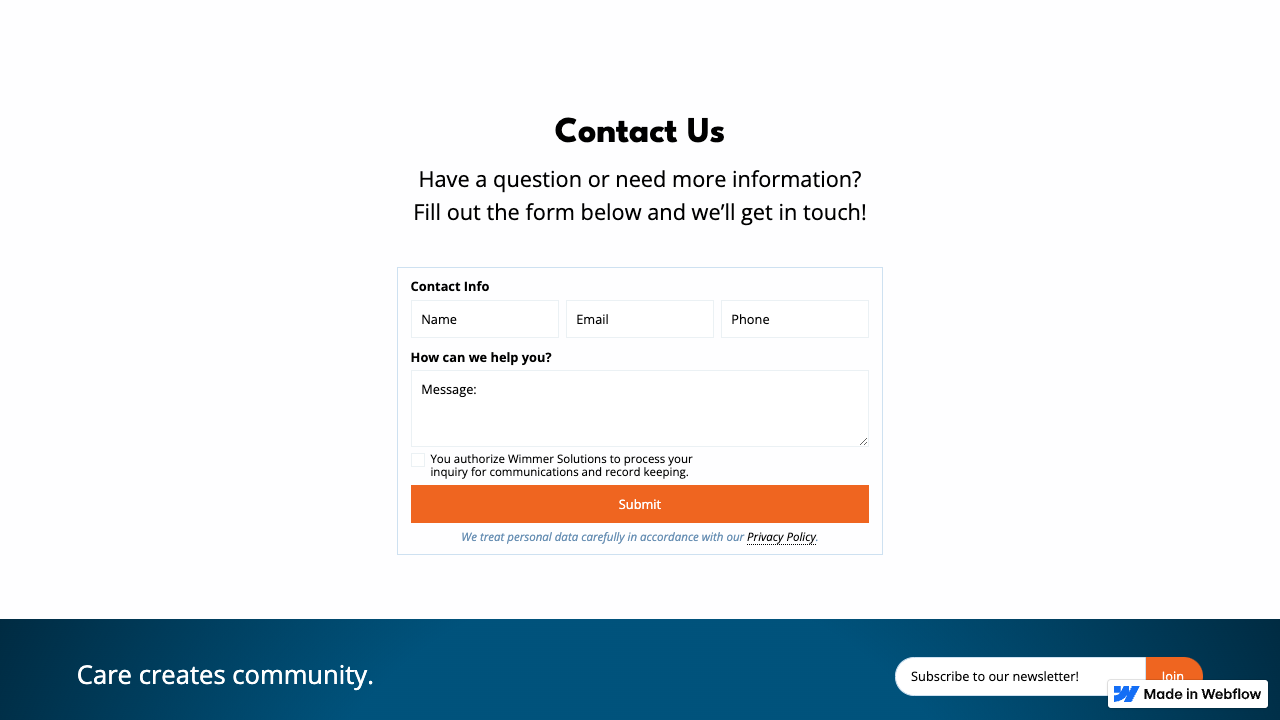 Contact Us
Have a question or need more information?
Fill out the form below and we’ll get in touch!
Contact Info
Name
Email
Phone
How can we help you?
Message:
You authorize Wimmer Solutions to process your
inquiry for communications and record keeping.
Submit
We treat personal data carefully in accordance with our Privacy Policy.
Care creates community.
Subscribe to our newsletter!
Join
Made in Webflow